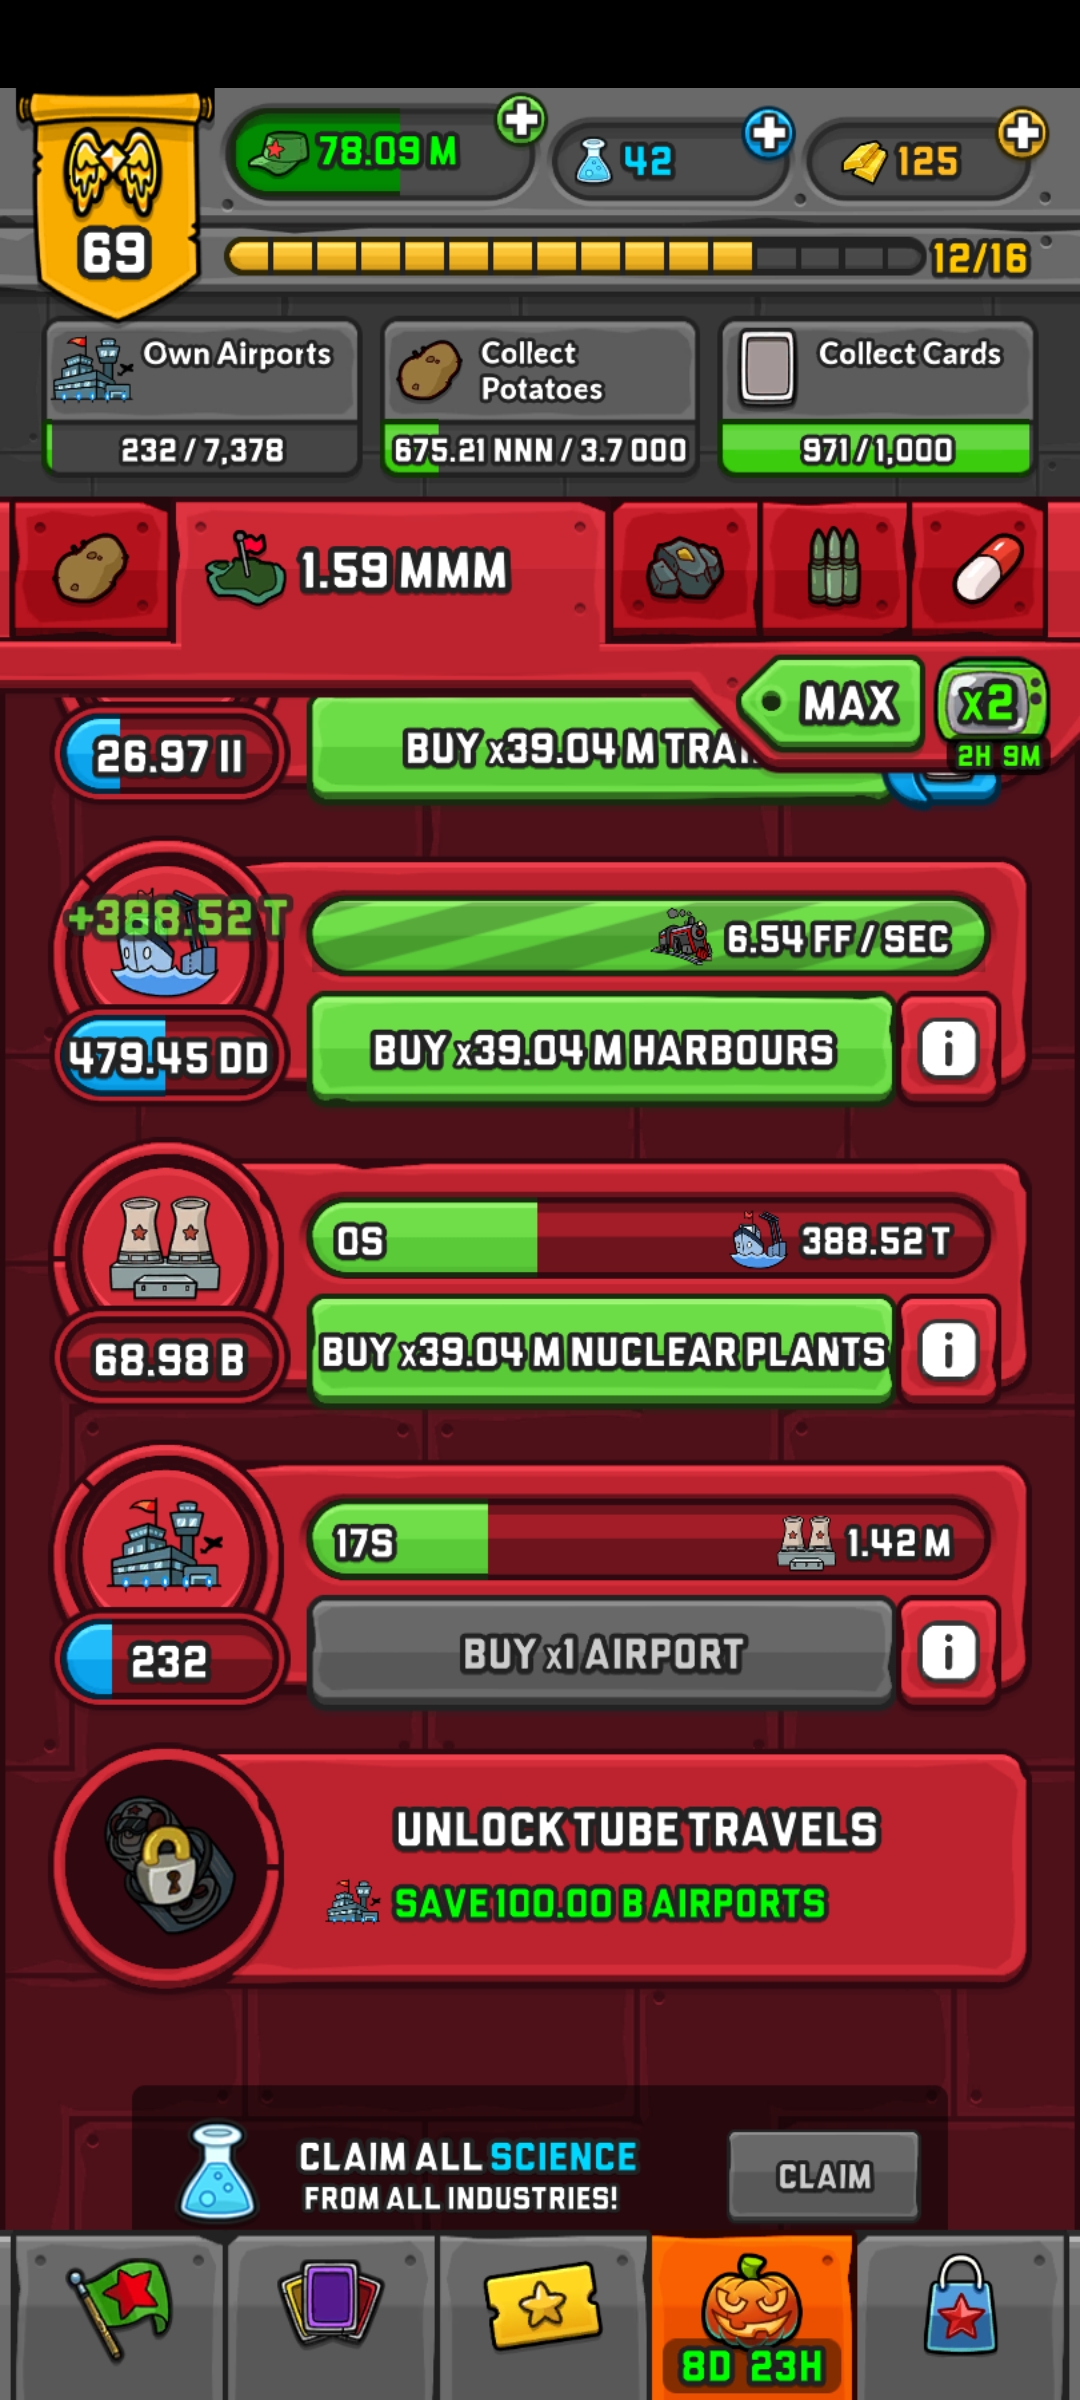 78.09 M
42
125
69
12/16
Own Airports
232 / 7,378
Collect
Potatoes
675.21 NNN / 3.7 OOO
Collect Cards
971 / 1,000
1.59 MMM
MAX
x2
2H 9M
26.97 II
BUY x39.04 M
+388.52 T
6.54 FF / SEC
479.45 DD
BUY x39.04 M HARBOURS
0S
388.52 T
68.98 B
BUY x39.04 M NUCLEAR PLANTS
17S
1.42 M
232
BUY x1 AIRPORT
UNLOCK TUBE TRAVELS
SAVE 100.00 B AIRPORTS
CLAIM ALL SCIENCE
FROM ALL INDUSTRIES!
CLAIM
8D 23H